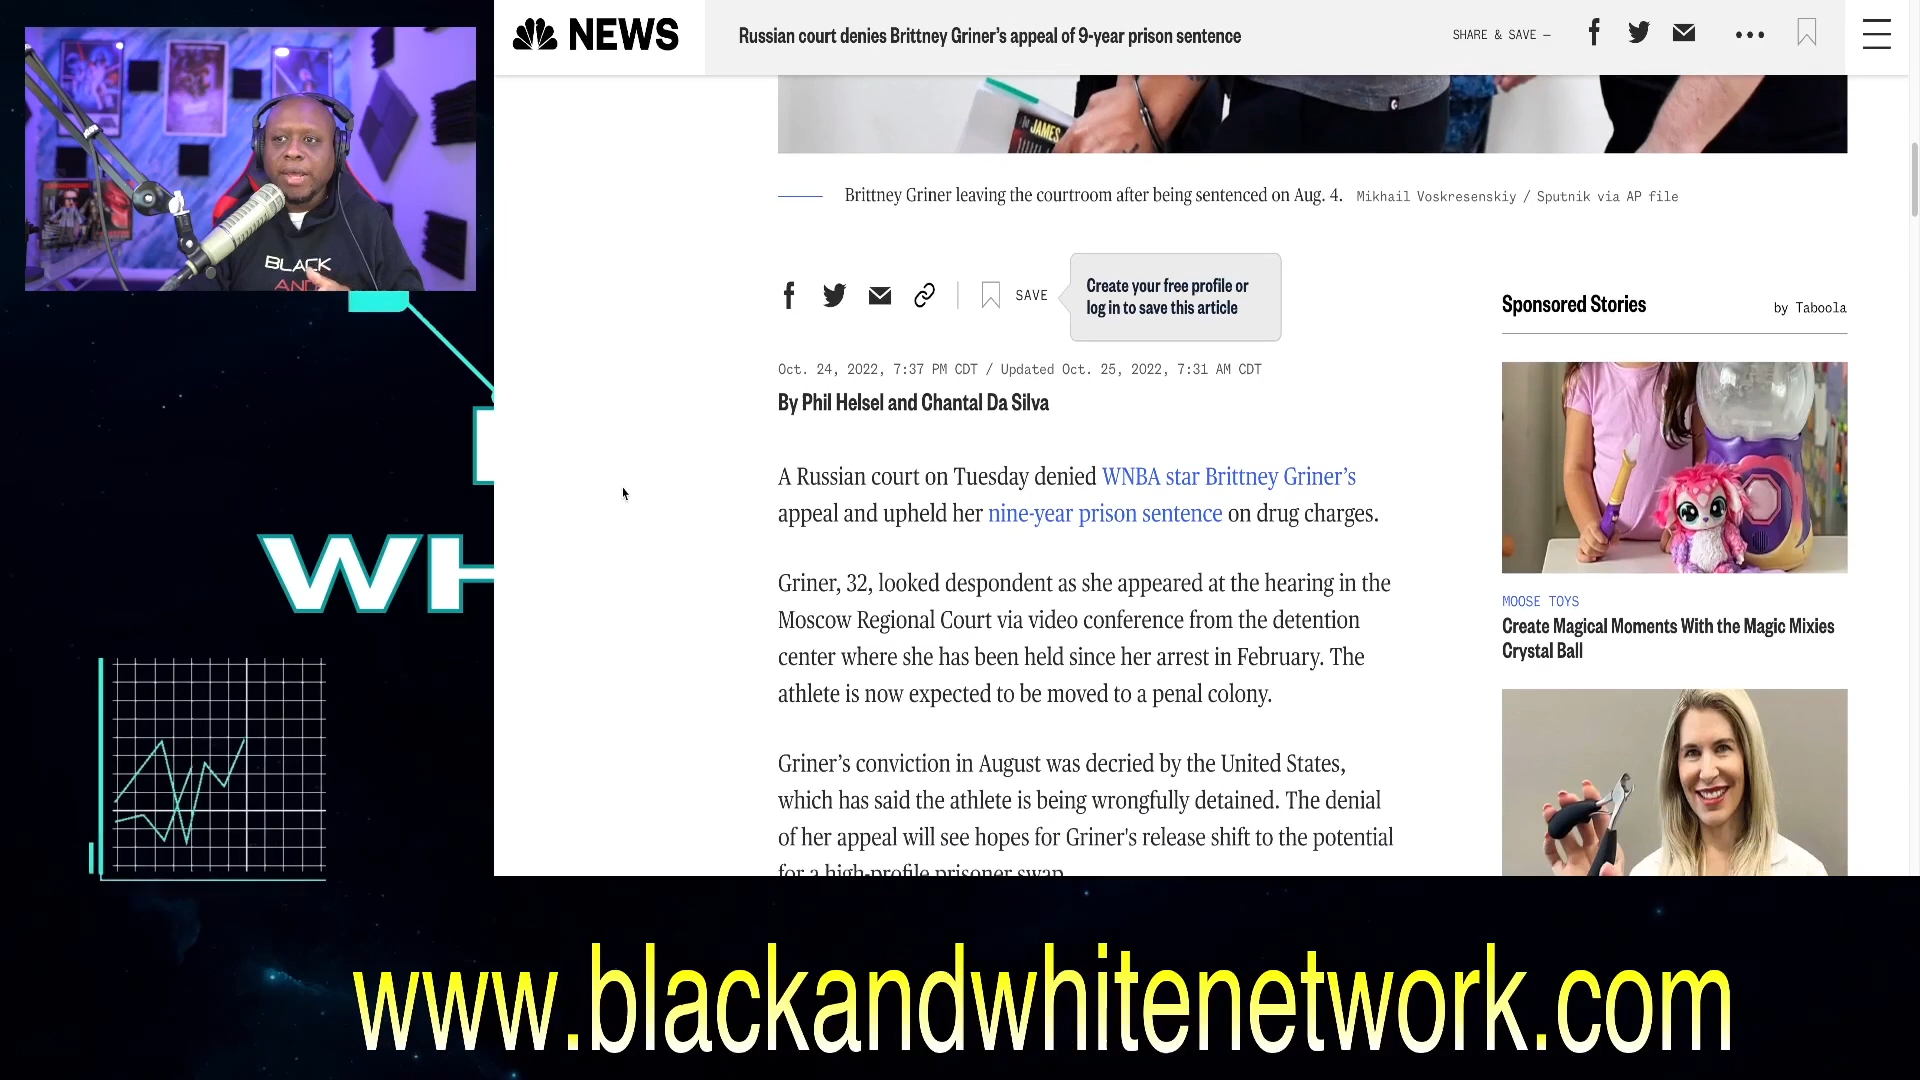 NEWS
Russian court denies Brittney Griner's appeal of 9-year prison sentence
SHARE & SAVE —
JAMES
Brittney Griner leaving the courtroom after being sentenced on Aug. 4. Mikhail Voskresenskiy / Sputnik via AP file
SAVE
Create your free profile or
log in to save this article
Oct. 24, 2022, 7:37 PM CDT / Updated Oct. 25, 2022, 7:31 AM CDT
By Phil Helsel and Chantal Da Silva
A Russian court on Tuesday denied WNBA star Brittney Griner's
appeal and upheld her nine-year prison sentence on drug charges.
Griner, 32, looked despondent as she appeared at the hearing in the
Moscow Regional Court via video conference from the detention
center where she has been held since her arrest in February. The
athlete is now expected to be moved to a penal colony.
Griner's conviction in August was decried by the United States,
which has said the athlete is being wrongfully detained. The denial
of her appeal will see hopes for Griner's release shift to the potential
for a high-profile prisoner swap
Sponsored Stories
by Taboola
MOOSE TOYS
Create Magical Moments With the Magic Mixies
Crystal Ball
BLACK
AND
WH
www.blackandwhitenetwork.com